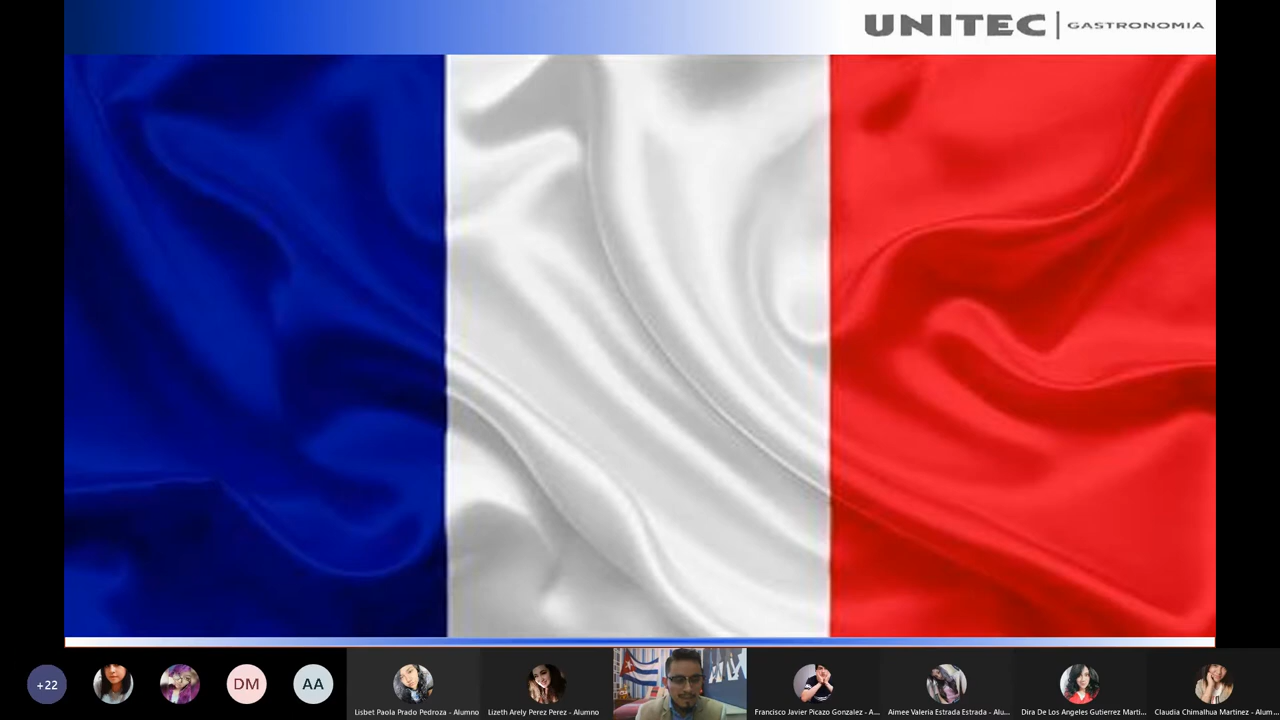 UNITEC | GASTRONOMIA
+22
DM
AA
Lisbet Paola Prado Pedroza - Alumno
Lizeth Arely Perez Perez - Alumno
Francisco Javier Picazo Gonzalez - A...
Aimee Valeria Estrada Estrada - Alu...
Dira De Los Angeles Gutierrez Marti...
Claudia Chimalhua Martinez - Alum...